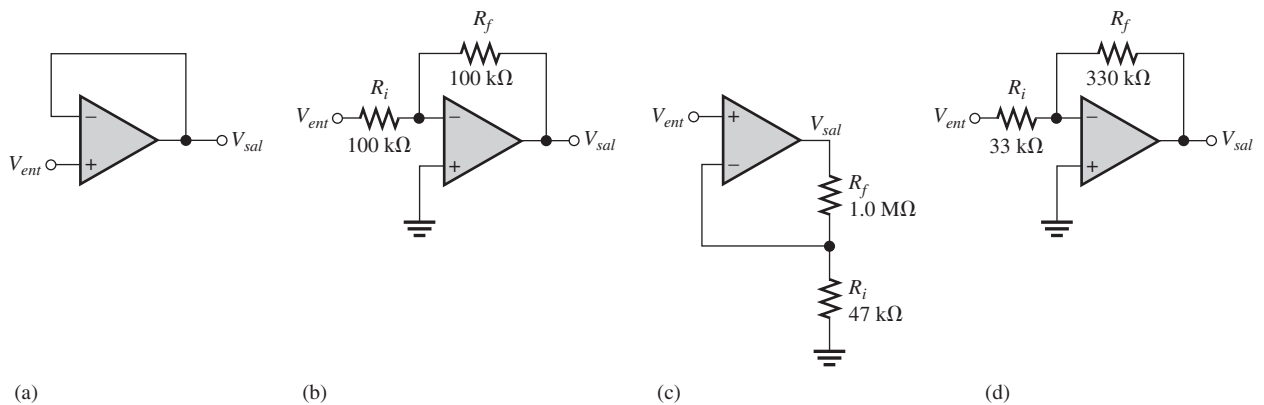 V_ent
−
+
V_sal
(a)
V_ent
R_i
100 kΩ
R_f
100 kΩ
−
+
V_sal
(b)
V_ent
+
−
V_sal
R_f
1.0 MΩ
R_i
47 kΩ
(c)
V_ent
R_i
33 kΩ
R_f
330 kΩ
−
+
V_sal
(d)